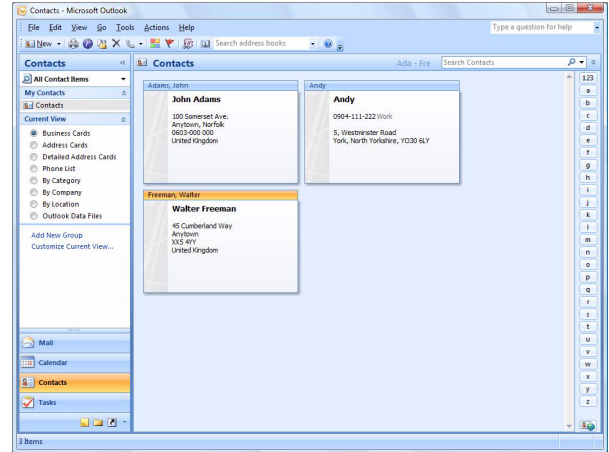 Contacts - Microsoft Outlook
File Edit View Go Tools Actions Help
Type a question for help
New
Search address books
Contacts
All Contact Items
My Contacts
Contacts
Current View
Business Cards
Address Cards
Detailed Address Cards
Phone List
By Category
By Company
By Location
Outlook Data Files
Add New Group
Customize Current View...
Mail
Calendar
Contacts
Tasks
Contacts
Ada - Fre
Search Contacts
Adams, John
John Adams
100 Somerset Ave.
Anytown, Norfolk
0603-000 000
United Kingdom
Andy
Andy
0904-111-222 Work
5, Westminster Road
York, North Yorkshire, YO30 6LY
Freeman, Walter
Walter Freeman
45 Cumberland Way
Anytown
XX5 4YY
United Kingdom
123
a
b
c
d
e
f
g
h
i
j
k
l
m
n
o
p
q
r
s
t
u
v
w
x
y
z
3 Items